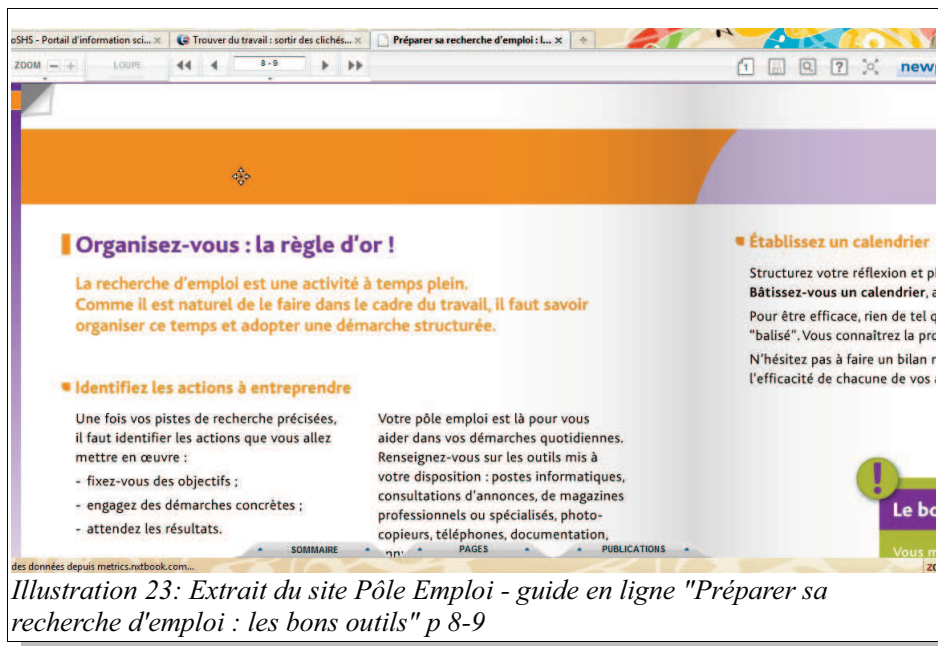 oSHS - Portail d'information sci...
Trouver du travail : sortir des clichés...
Préparer sa recherche d'emploi : l...
ZOOM
LOUPE
8 - 9
1
?
new
Organisez-vous : la règle d'or !
La recherche d'emploi est une activité à temps plein.
Comme il est naturel de le faire dans le cadre du travail, il faut savoir
organiser ce temps et adopter une démarche structurée.
Identifiez les actions à entreprendre
Une fois vos pistes de recherche précisées,
il faut identifier les actions que vous allez
mettre en œuvre :
- fixez-vous des objectifs ;
- engagez des démarches concrètes ;
- attendez les résultats.
Votre pôle emploi est là pour vous
aider dans vos démarches quotidiennes.
Renseignez-vous sur les outils mis à
votre disposition : postes informatiques,
consultations d'annonces, de magazines
professionnels ou spécialisés, photo-
copieurs, téléphones, documentation,
Établissez un calendrier
Structurez votre réflexion et pl
Bâtissez-vous un calendrier, a
Pour être efficace, rien de tel q
"balisé". Vous connaîtrez la pro
N'hésitez pas à faire un bilan r
l'efficacité de chacune de vos a
!
Le bo
Vous m
SOMMAIRE
PAGES
PUBLICATIONS
des données depuis metrics.nxtbook.com...
Illustration 23: Extrait du site Pôle Emploi - guide en ligne "Préparer sa
recherche d'emploi : les bons outils" p 8-9